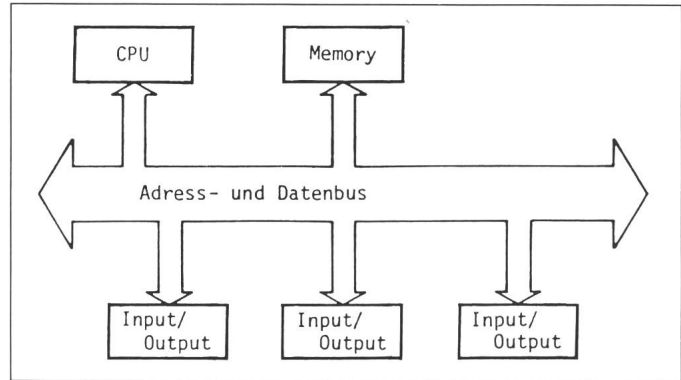 CPU
Memory
Adress- und Datenbus
Input/
Output
Input/
Output
Input/
Output